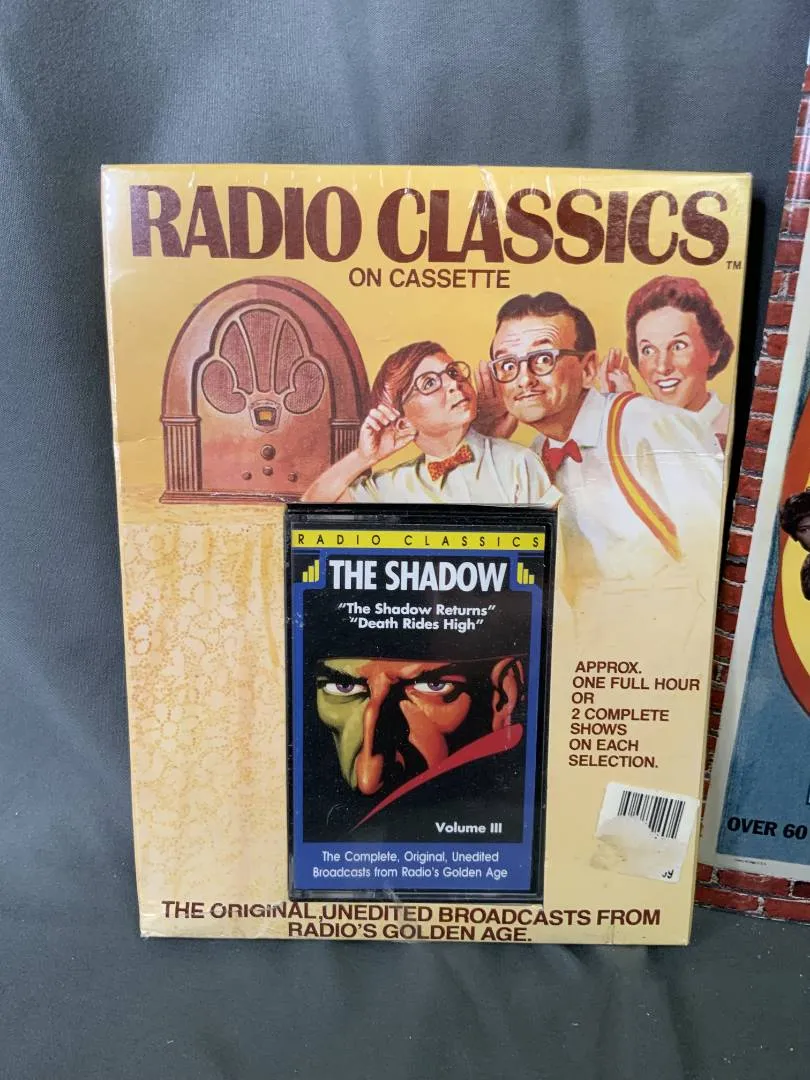 RADIO CLASSICS™
ON CASSETTE
RADIO CLASSICS
THE SHADOW
"The Shadow Returns"
"Death Rides High"
Volume III
The Complete, Original, Unedited
Broadcasts from Radio's Golden Age
APPROX.
ONE FULL HOUR
OR
2 COMPLETE
SHOWS
ON EACH
SELECTION.
THE ORIGINAL,UNEDITED BROADCASTS FROM
RADIO'S GOLDEN AGE.
OVER 60